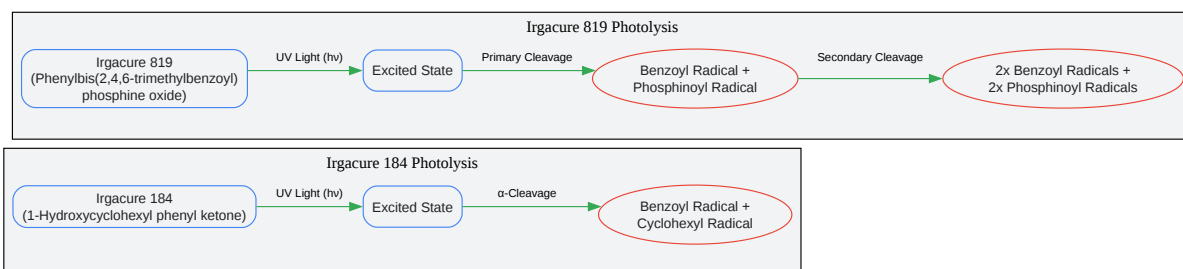 Irgacure 819 Photolysis
Irgacure 819
(Phenylbis(2,4,6-trimethylbenzoyl)
phosphine oxide)
UV Light (hν)
Excited State
Primary Cleavage
Benzoyl Radical +
Phosphinoyl Radical
Secondary Cleavage
2x Benzoyl Radicals +
2x Phosphinoyl Radicals
Irgacure 184 Photolysis
Irgacure 184
(1-Hydroxycyclohexyl phenyl ketone)
UV Light (hν)
Excited State
α-Cleavage
Benzoyl Radical +
Cyclohexyl Radical